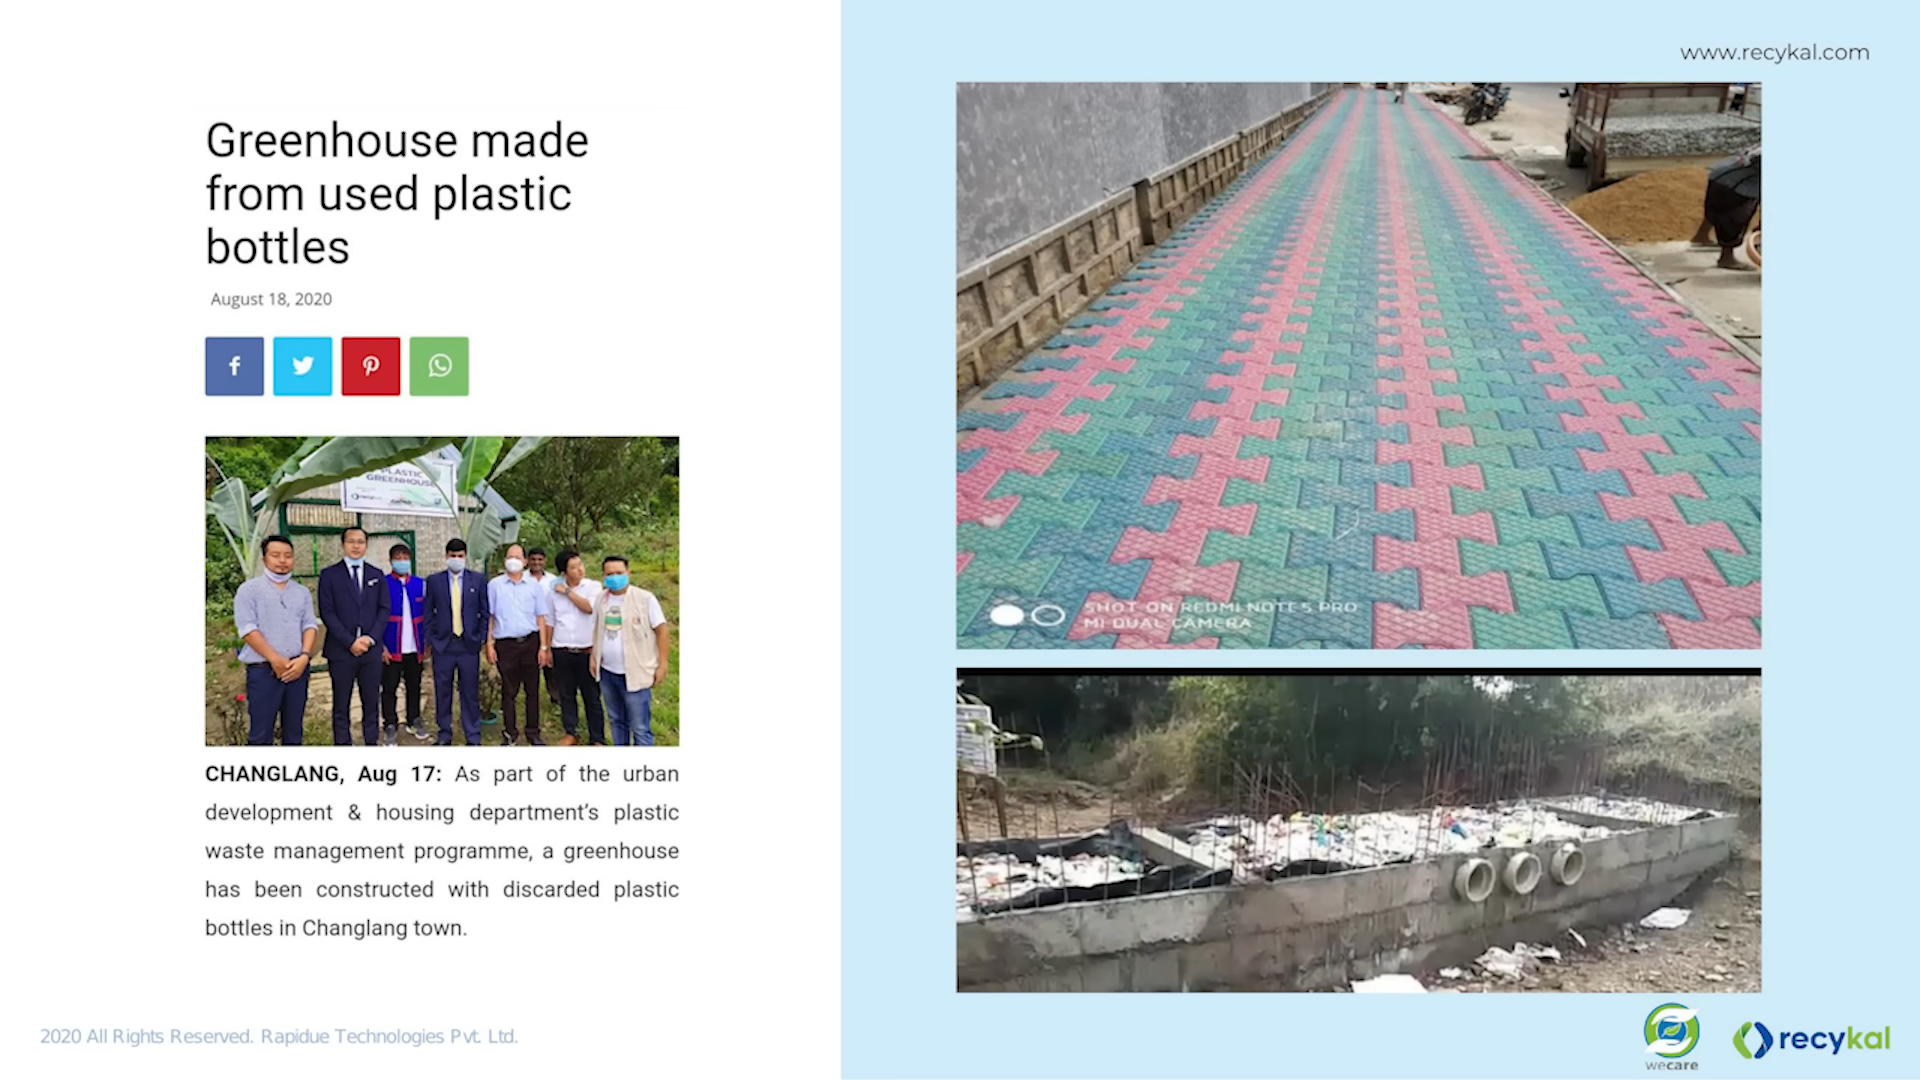 www.recykal.com
Greenhouse made
from used plastic
bottles
August 18, 2020
PLASTIC
GREENHOUSE
CHANGLANG, Aug 17: As part of the urban
development & housing department’s plastic
waste management programme, a greenhouse
has been constructed with discarded plastic
bottles in Changlang town.
SHOT ON REDMI NOTE 5 PRO
MI DUAL CAMERA
2020 All Rights Reserved. Rapidue Technologies Pvt. Ltd.
wecare
recykal